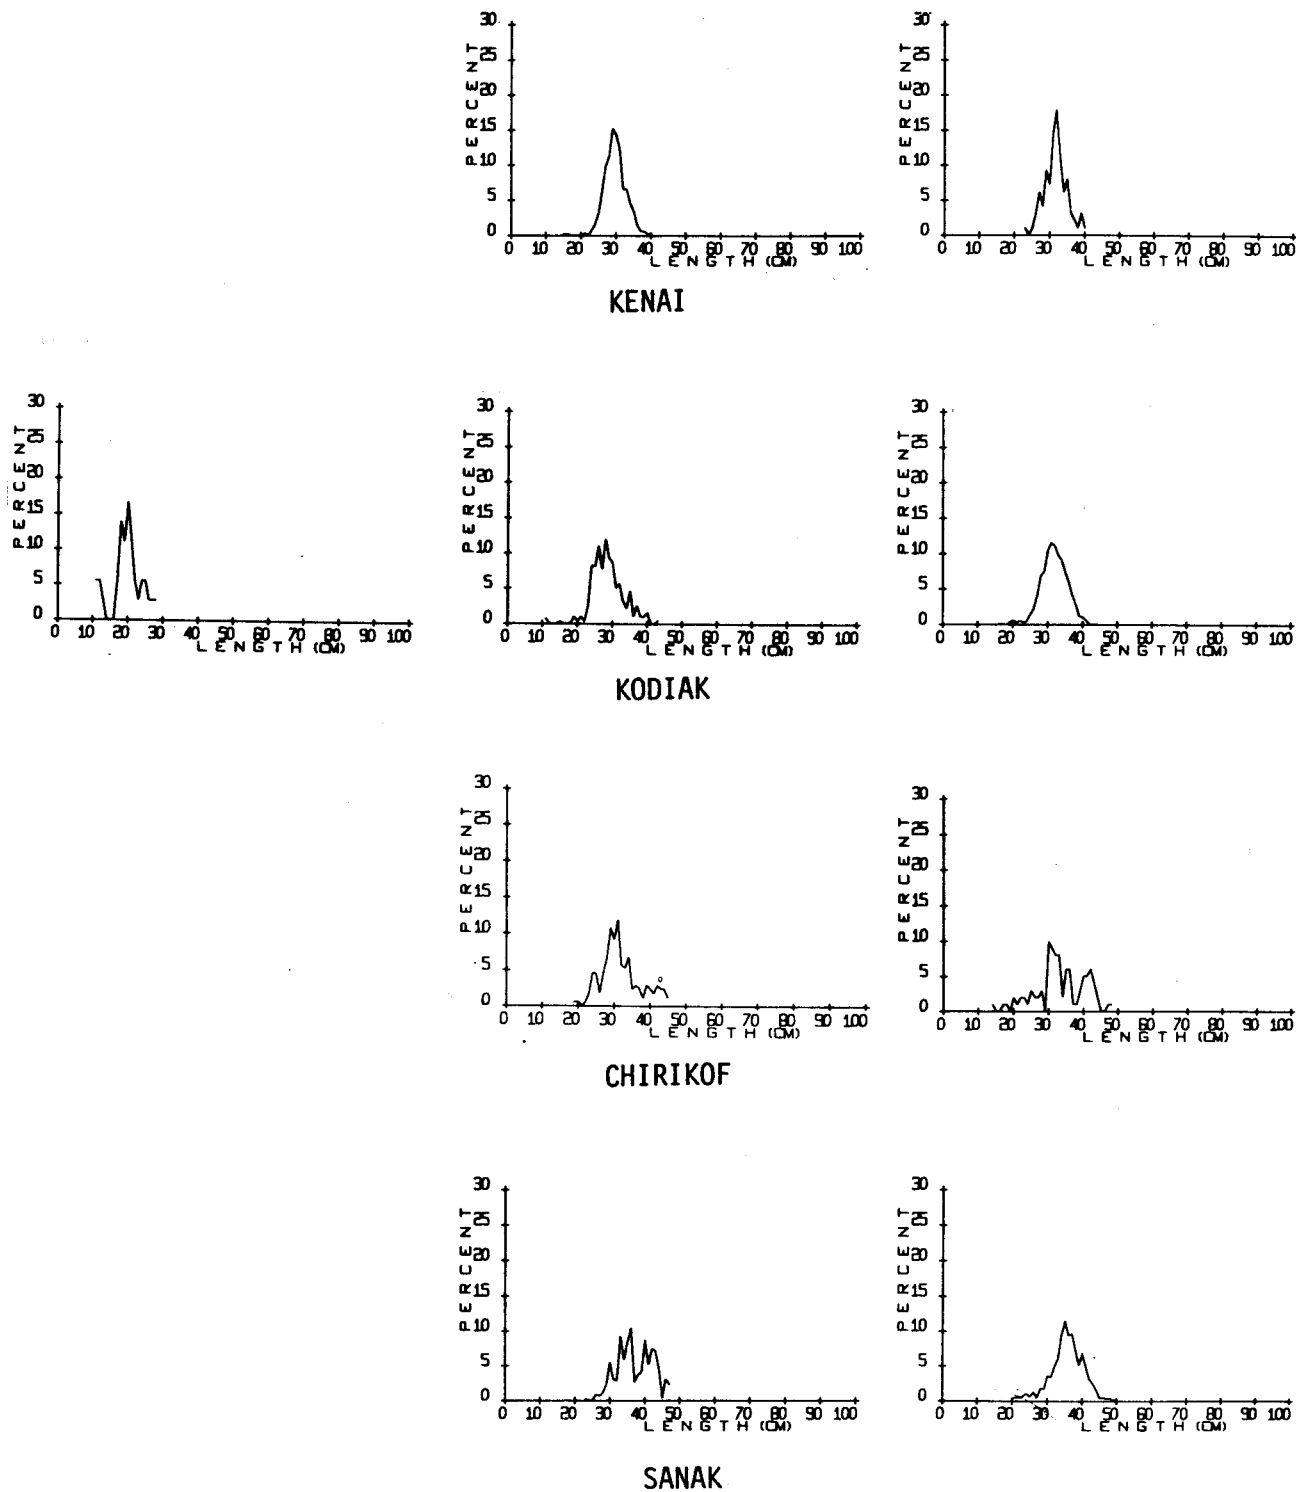 30 30
PERCENT PERCENT
25 25
20 20
15 15
10 10
5 5
0 0
0 10 20 30 40 50 60 70 80 90 100 0 10 20 30 40 50 60 70 80 90 100
LENGTH (CM) LENGTH (CM)
KENAI
30 30 30
PERCENT PERCENT PERCENT
25 25 25
20 20 20
15 15 15
10 10 10
5 5 5
0 0 0
0 10 20 30 40 50 60 70 80 90 100 0 10 20 30 40 50 60 70 80 90 100 0 10 20 30 40 50 60 70 80 90 100
LENGTH (CM) LENGTH (CM) LENGTH (CM)
KODIAK
30 30
PERCENT PERCENT
25 25
20 20
15 15
10 10
5 5
0 0
0 10 20 30 40 50 60 70 80 90 100 0 10 20 30 40 50 60 70 80 90 100
LENGTH (CM) LENGTH (CM)
CHIRIKOF
30 30
PERCENT PERCENT
25 25
20 20
15 15
10 10
5 5
0 0
0 10 20 30 40 50 60 70 80 90 100 0 10 20 30 40 50 60 70 80 90 100
LENGTH (CM) LENGTH (CM)
SANAK